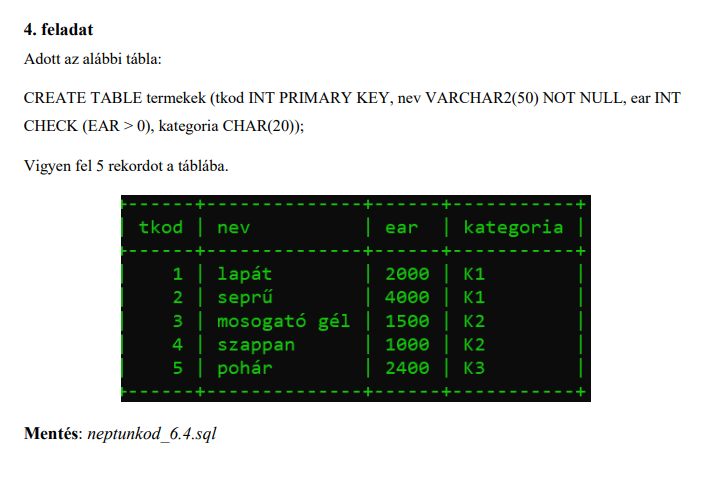 4. feladat
Adott az alábbi tábla:
CREATE TABLE termekek (tkod INT PRIMARY KEY, nev VARCHAR2(50) NOT NULL, ear INT
CHECK (EAR > 0), kategoria CHAR(20));
Vigyen fel 5 rekordot a táblába.
+------+--------------+------+-----------+
| tkod | nev | ear | kategoria |
+------+--------------+------+-----------+
| 1 | lapát | 2000 | K1 |
| 2 | seprű | 4000 | K1 |
| 3 | mosogató gél | 1500 | K2 |
| 4 | szappan | 1000 | K2 |
| 5 | pohár | 2400 | K3 |
+------+--------------+------+-----------+
Mentés: neptunkod_6.4.sql